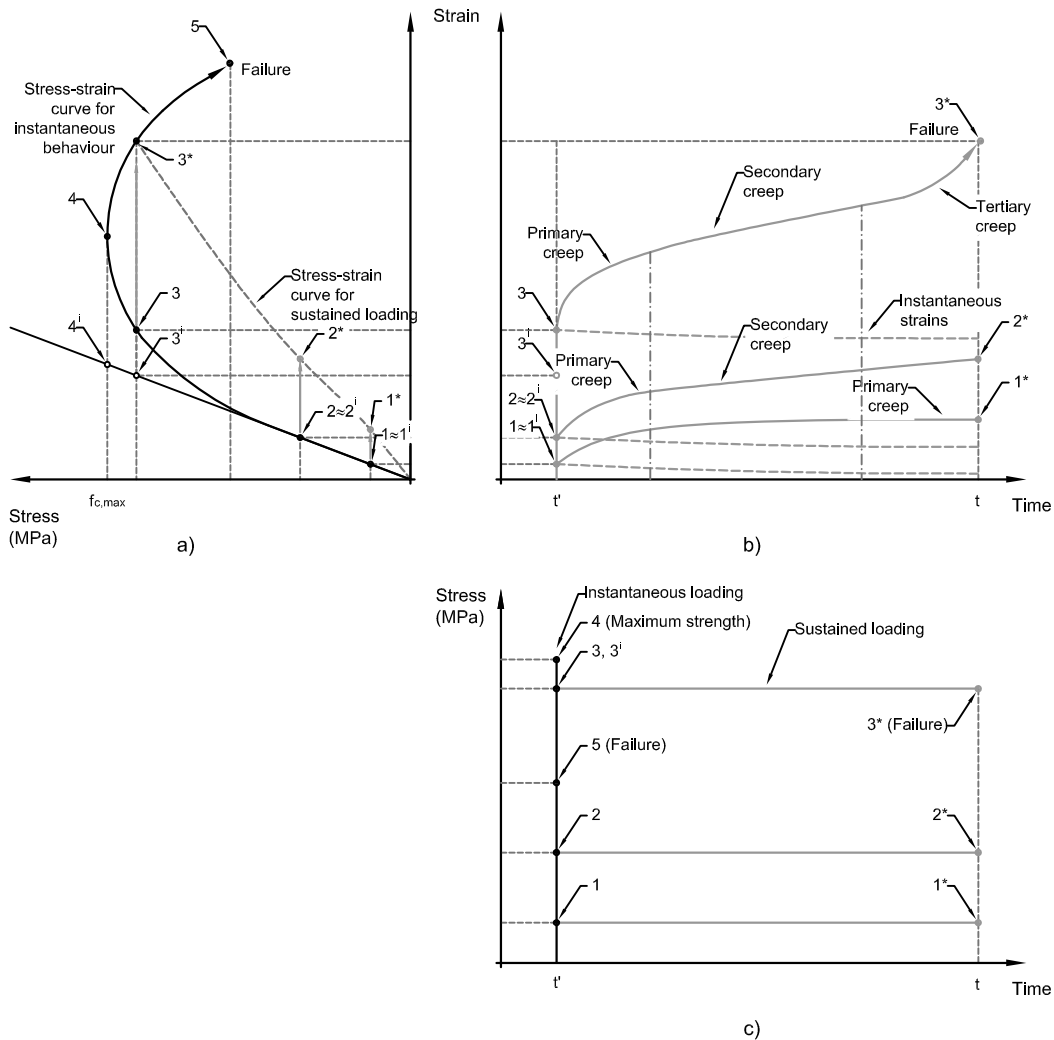 Strain
5
Failure
Stress-strain
curve for
instantaneous
behaviour
3*
4
3
4i
3i
Stress-strain
curve for
sustained loading
2*
2≈2i
1*
1≈1i
fc,max
Stress
(MPa)
a)
3*
Failure
Secondary
creep
Tertiary
creep
Primary
creep
3
Instantaneous
strains
3i
Secondary
creep
2*
Primary
creep
Primary
creep
1*
2≈2i
1≈1i
t'
t
Time
b)
Stress
(MPa)
Instantaneous loading
4 (Maximum strength)
3, 3i
Sustained loading
3* (Failure)
5 (Failure)
2
2*
1
1*
t'
t
Time
c)